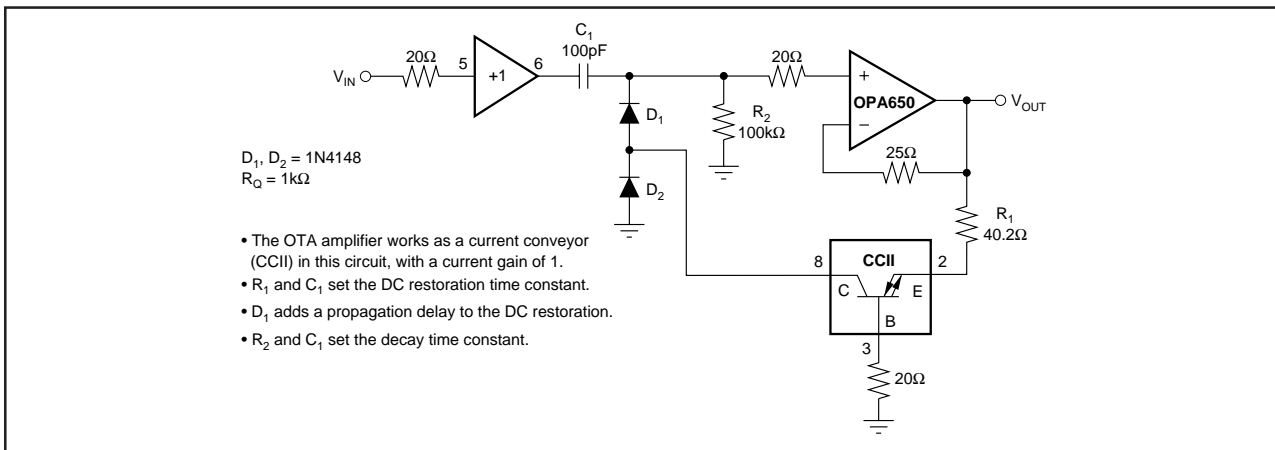 C1
100pF
20Ω
5
+1
6
20Ω
VIN
+
OPA650
−
VOUT
D1
R2
100kΩ
25Ω
D1, D2 = 1N4148
RQ = 1kΩ
D2
R1
40.2Ω
• The OTA amplifier works as a current conveyor
(CCII) in this circuit, with a current gain of 1.
• R1 and C1 set the DC restoration time constant.
• D1 adds a propagation delay to the DC restoration.
• R2 and C1 set the decay time constant.
8
CCII
2
C
E
B
3
20Ω